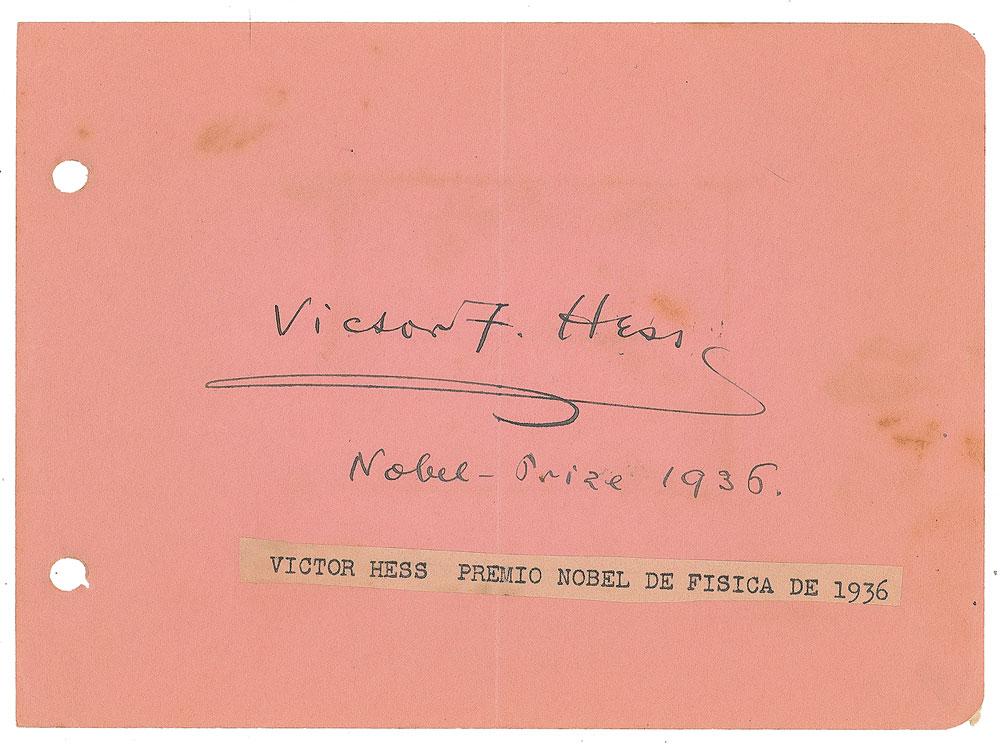 Victor F. Hess
Nobel-Prize 1936.
VICTOR HESS PREMIO NOBEL DE FISICA DE 1936